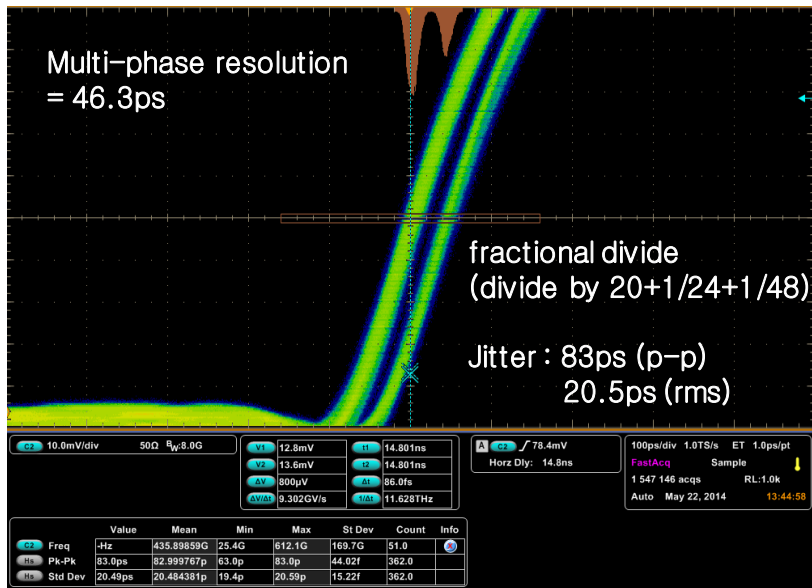 Multi-phase resolution
= 46.3ps
fractional divide
(divide by 20+1/24+1/48)
Jitter : 83ps (p-p)
20.5ps (rms)
C2 10.0mV/div 50Ω BW:8.0G
V1 12.8mV t1 14.801ns
V2 13.6mV t2 14.801ns
ΔV 800µV Δt 86.0fs
ΔV/Δt 9.302GV/s 1/Δt 11.628THz
A C2 78.4mV
Horz Dly: 14.8ns
100ps/div 1.0TS/s ET 1.0ps/pt
FastAcq Sample
1 547 146 acqs RL:1.0k
Auto May 22, 2014 13:44:58
Value Mean Min Max St Dev Count Info
C2 Freq -Hz 435.89859G 25.4G 612.1G 169.7G 51.0
Hs Pk-Pk 83.0ps 82.999767p 63.0p 83.0p 44.02f 362.0
Hs Std Dev 20.49ps 20.484381p 19.4p 20.59p 15.22f 362.0